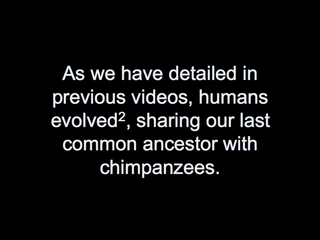 As we have detailed in
previous videos, humans
evolved², sharing our last
common ancestor with
chimpanzees.